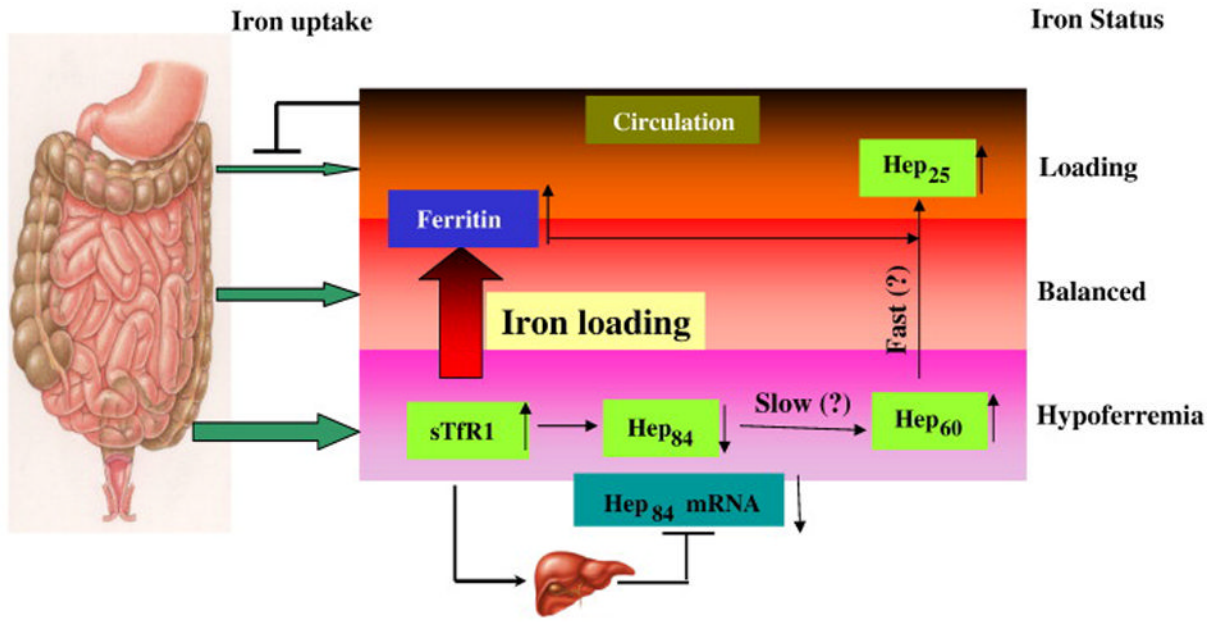 Iron uptake
Iron Status
Circulation
Hep25
Loading
Ferritin
Fast (?)
Balanced
Iron loading
sTfR1
Hep84
Slow (?)
Hep60
Hypoferremia
Hep84 mRNA